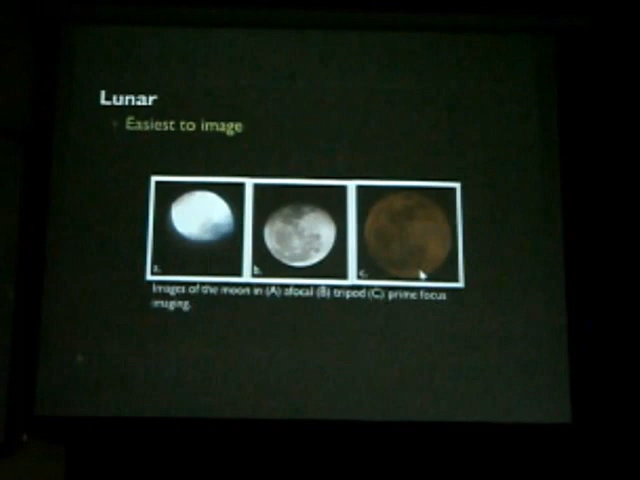 Lunar
Easiest to image
a.
b.
c.
Images of the moon in (A) afocal (B) tripod (C) prime focus
imaging.